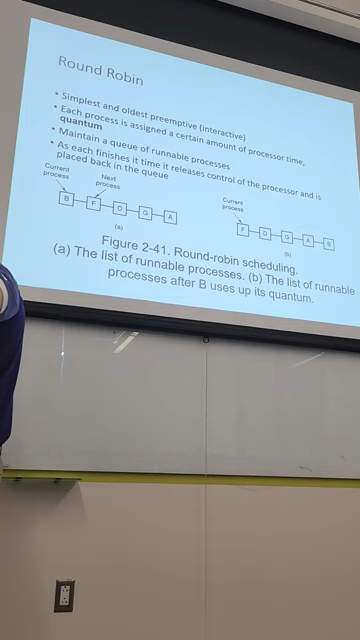 Round Robin
• Simplest and oldest preemptive (interactive)
• Each process is assigned a certain amount of processor time,
quantum
• Maintain a queue of runnable processes
• As each finishes it time it releases control of the processor and is
placed back in the queue
Current
process
Next
process
B F D G A
(a)
Current
process
F D G A B
(b)
Figure 2-41. Round-robin scheduling.
(a) The list of runnable processes. (b) The list of runnable
processes after B uses up its quantum.